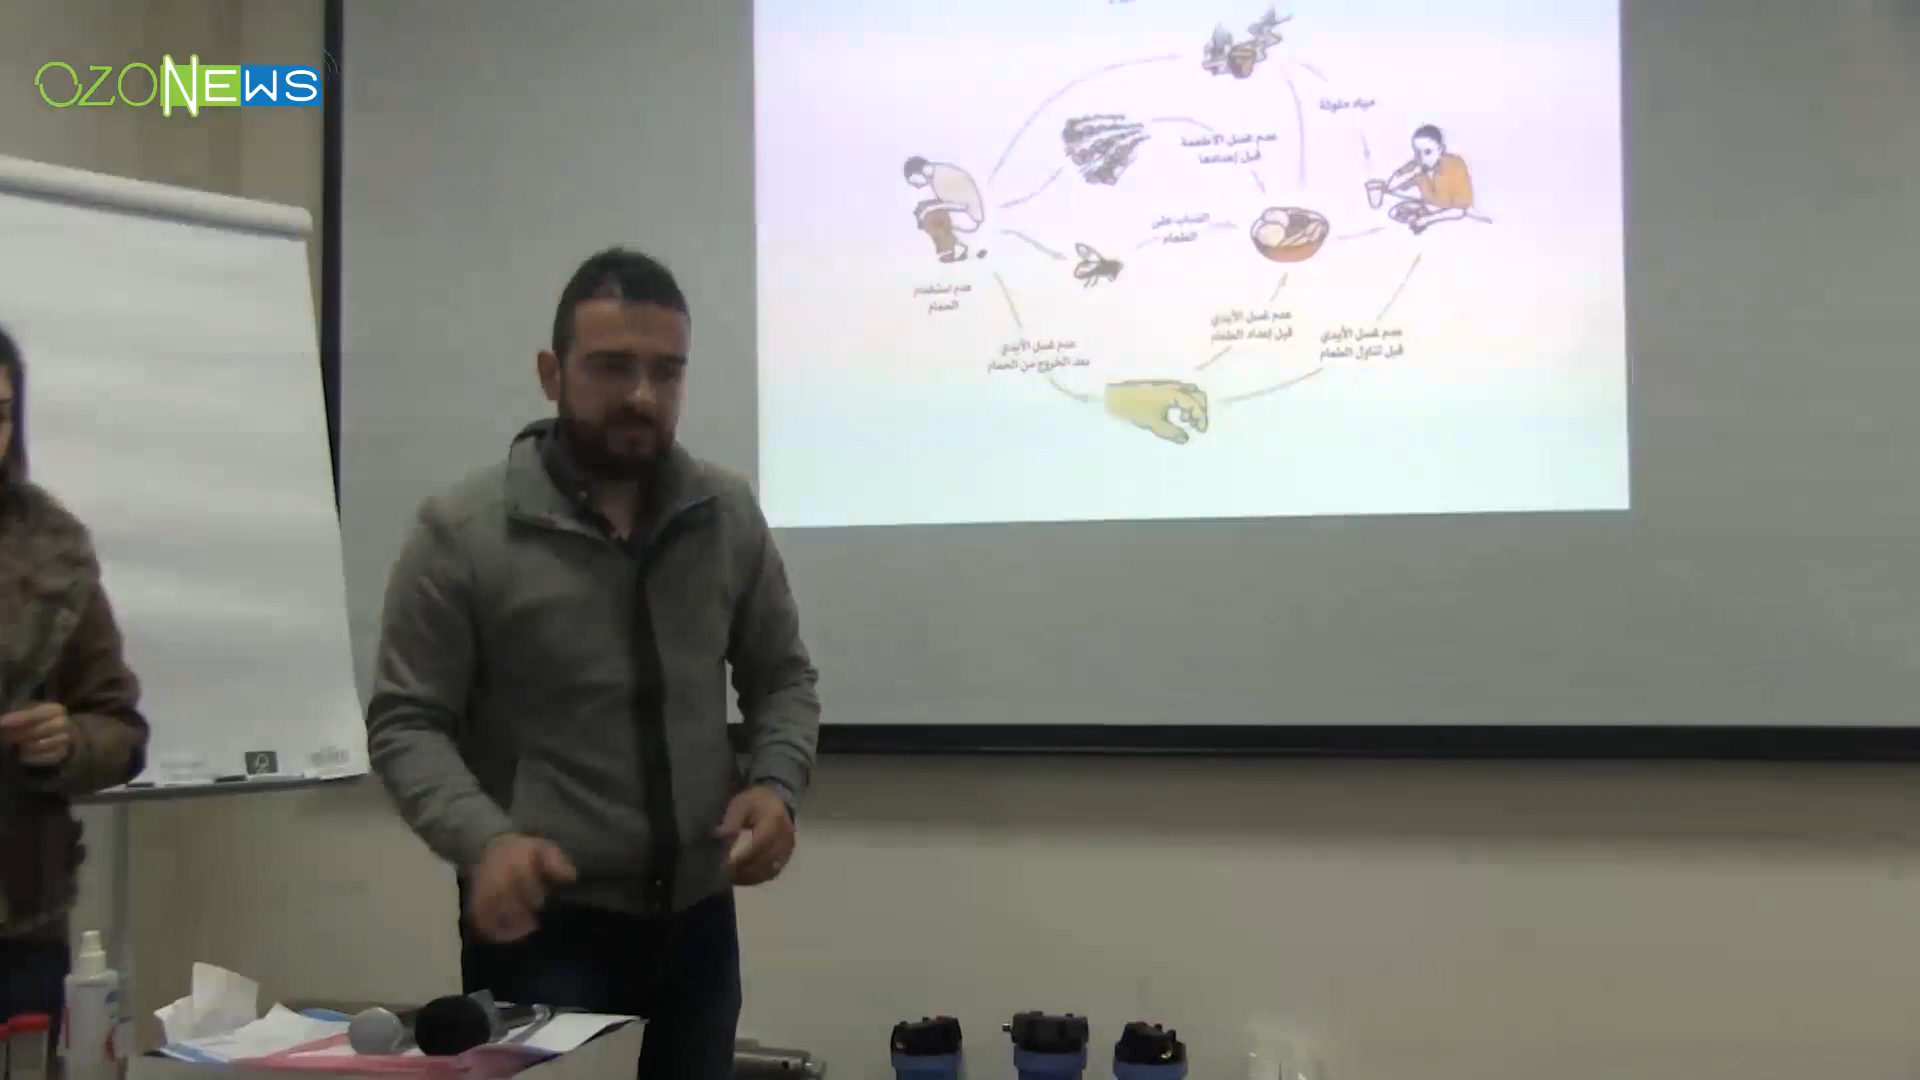 OZONEWS
مياه ملوثة
عدم غسل الأطعمة
قبل إعدادها
الذباب على
الطعام
عدم استخدام
الحمام
عدم غسل الأيدي
قبل إعداد الطعام
عدم غسل الأيدي
قبل تناول الطعام
عدم غسل الأيدي
بعد الخروج من الحمام